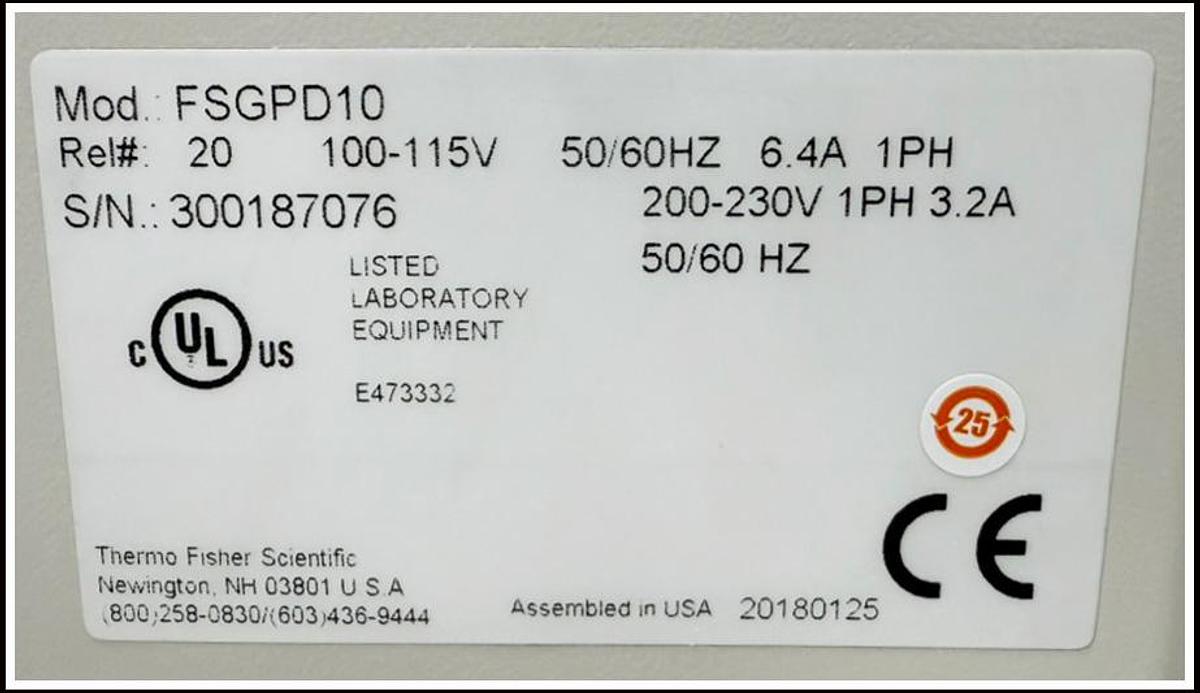 Mod.: FSGPD10
Rel#: 20 100-115V 50/60HZ 6.4A 1PH
S/N.: 300187076 200-230V 1PH 3.2A
50/60 HZ
LISTED
LABORATORY
EQUIPMENT
C UL US
E473332
25
CE
Thermo Fisher Scientific
Newington, NH 03801 U S A
(800)258-0830/(603)436-9444
Assembled in USA 20180125